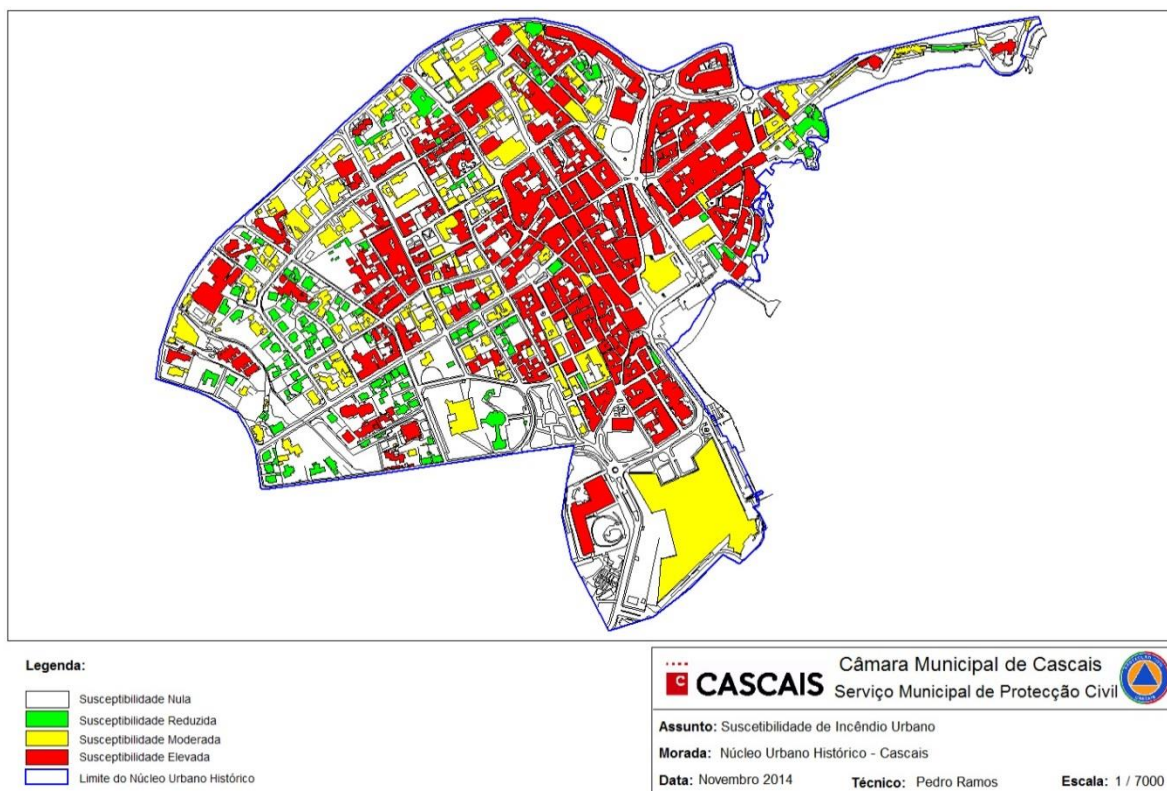 Legenda:
Susceptibilidade Nula
Susceptibilidade Reduzida
Susceptibilidade Moderada
Susceptibilidade Elevada
Limite do Núcleo Urbano Histórico
C CASCAIS
Câmara Municipal de Cascais
Serviço Municipal de Protecção Civil
Assunto: Suscetibilidade de Incêndio Urbano
Morada: Núcleo Urbano Histórico - Cascais
Data: Novembro 2014 Técnico: Pedro Ramos Escala: 1 / 7000